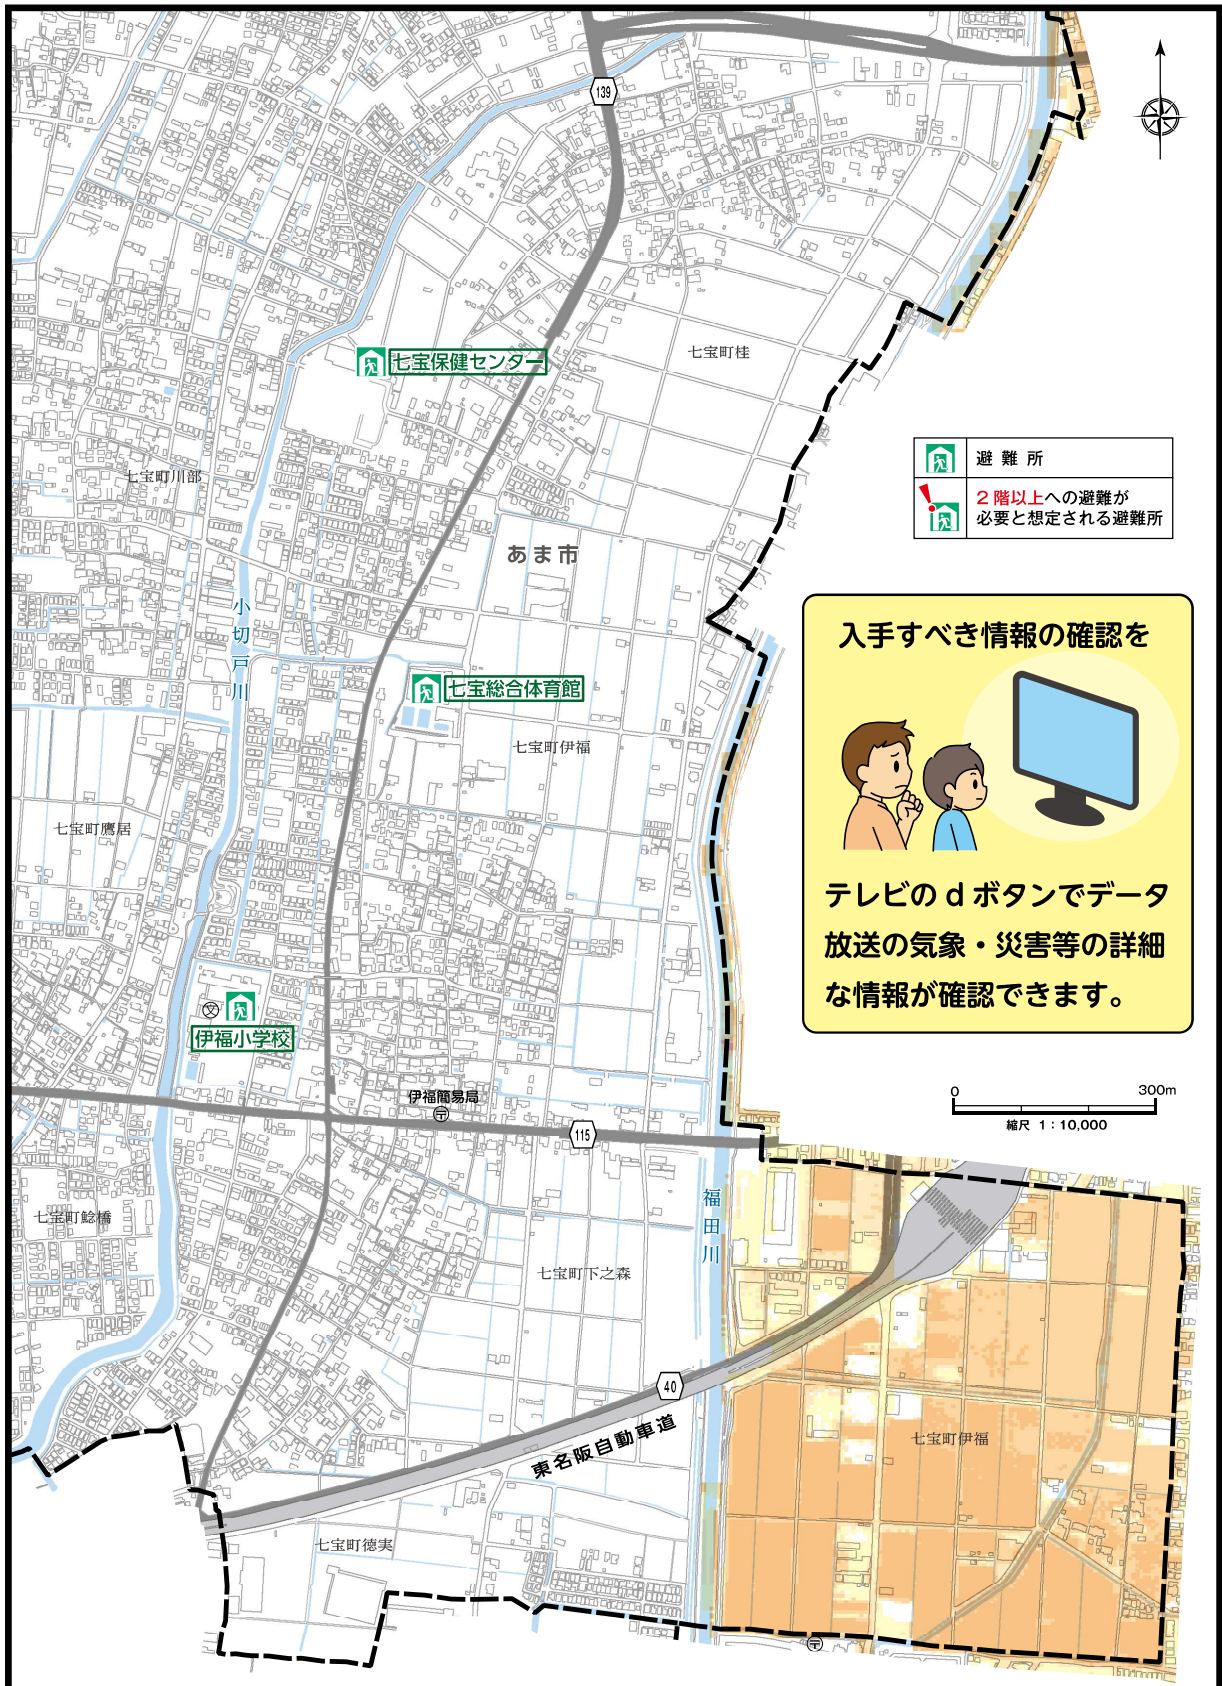 139
七宝保健センター
七宝町桂
避難所
2階以上への避難が
必要と想定される避難所
七宝町川部
あま市
小切戸川
入手すべき情報の確認を
七宝総合体育館
七宝町伊福
七宝町鷹居
テレビのdボタンでデータ
放送の気象・災害等の詳細
な情報が確認できます。
伊福小学校
伊福簡易局
0 300m
縮尺 1：10,000
115
福田川
七宝町鯰橋
七宝町下之森
40
東名阪自動車道
七宝町伊福
七宝町徳実